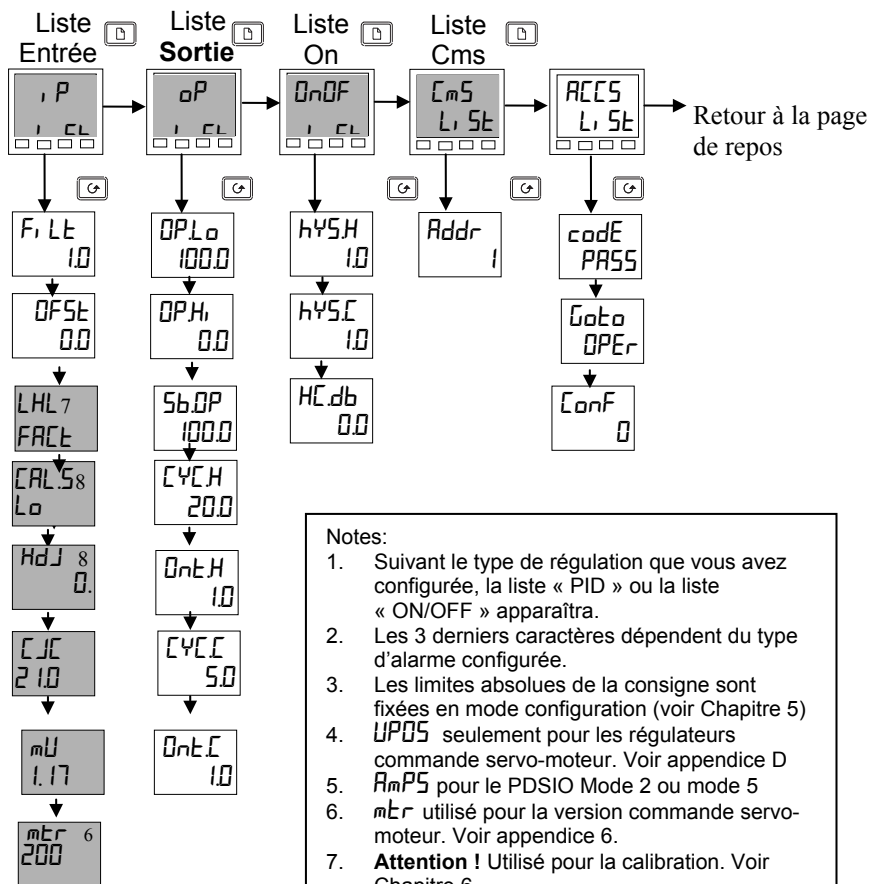 Liste
Entrée
Liste
Sortie
Liste
On
Liste
Cms
iP
oP
OnOF
CmS
LiSt
ACCS
LiSt
Retour à la page
de repos
FiLt
1.0
OFSt
0.0
LHL 7
FACt
CAL.S 8
Lo
HdJ 8
0.
CJC
21.0
mU
1.17
mtr 6
200
OP.Lo
100.0
OP.Hi
0.0
Sb.OP
100.0
CYC.H
20.0
Ont.H
1.0
CYC.C
5.0
Ont.C
1.0
hYS.H
1.0
hYS.C
1.0
HC.db
0.0
Addr
1
codE
PASS
Goto
OPEr
ConF
0
Notes:
1. Suivant le type de régulation que vous avez
configurée, la liste « PID » ou la liste
« ON/OFF » apparaîtra.
2. Les 3 derniers caractères dépendent du type
d'alarme configurée.
3. Les limites absolues de la consigne sont
fixées en mode configuration (voir Chapitre 5)
4. VPOS seulement pour les régulateurs
commande servo-moteur. Voir appendice D
5. AmPS pour le PDSIO Mode 2 ou mode 5
6. mtr utilisé pour la version commande servo-
moteur. Voir appendice 6.
7. Attention ! Utilisé pour la calibration. Voir
Chapitre 6